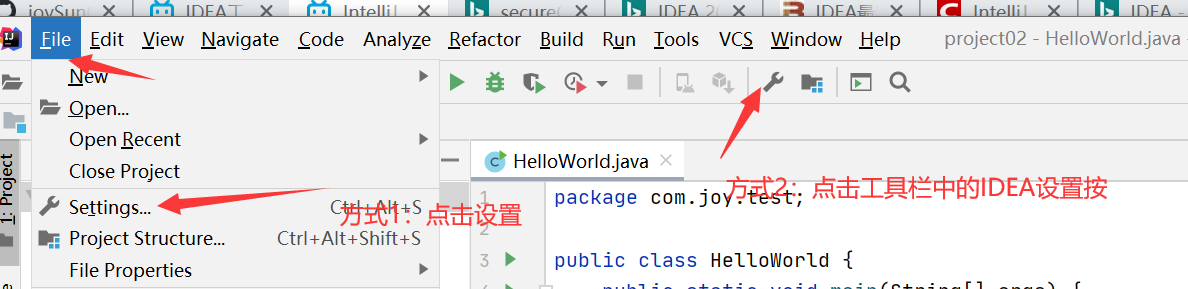 joySun
IDEA工
IntelliJ
secure
IDEA 20
IDEA最
IntelliJ
IDEA -
File Edit View Navigate Code Analyze Refactor Build Run Tools VCS Window Help project02 - HelloWorld.java -
New
Open...
Open Recent
Close Project
Settings... Ctrl+Alt+S
Project Structure... Ctrl+Alt+Shift+S
File Properties
方式1：点击设置
方式2：点击工具栏中的IDEA设置按
1: Project
HelloWorld.java
1 package com.joy.test;
2
3 public class HelloWorld {
4 public static void main(String[] args) {